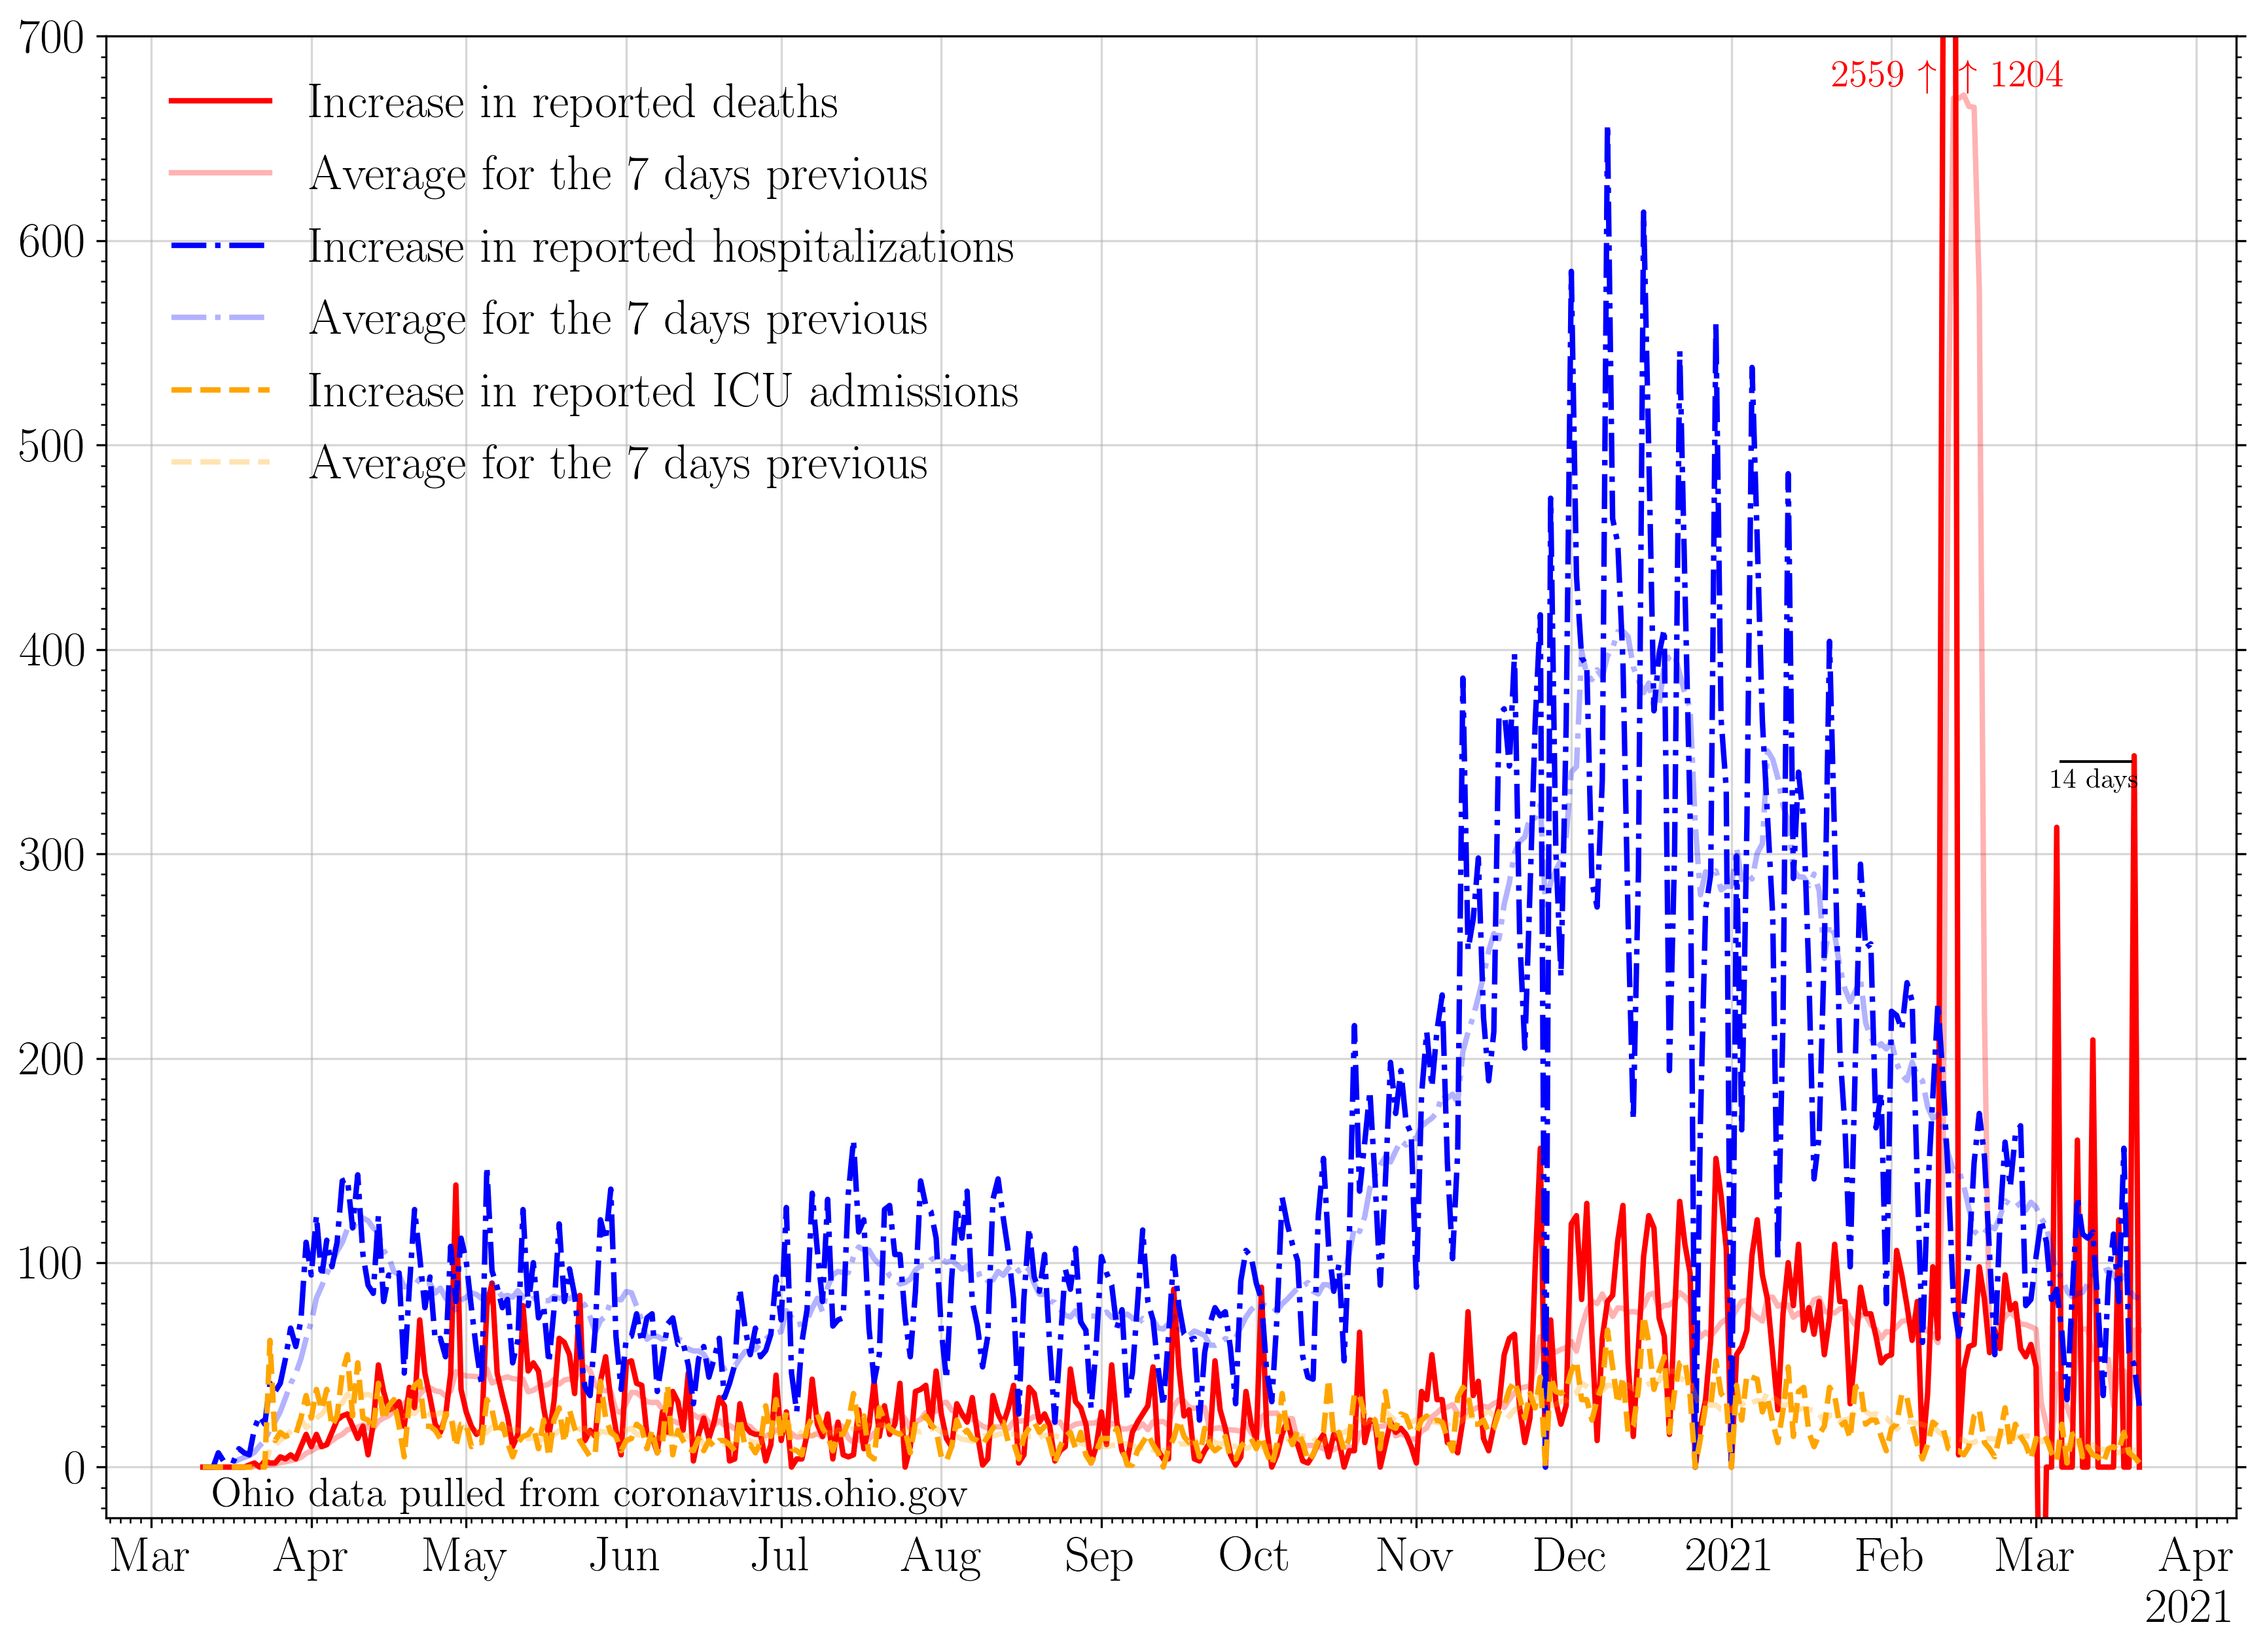 700
600
500
400
300
200
100
0
2559 ↑ ↑ 1204
Increase in reported deaths
Average for the 7 days previous
Increase in reported hospitalizations
Average for the 7 days previous
Increase in reported ICU admissions
Average for the 7 days previous
14 days
Ohio data pulled from coronavirus.ohio.gov
Mar Apr May Jun Jul Aug Sep Oct Nov Dec 2021 Feb Mar Apr
2021